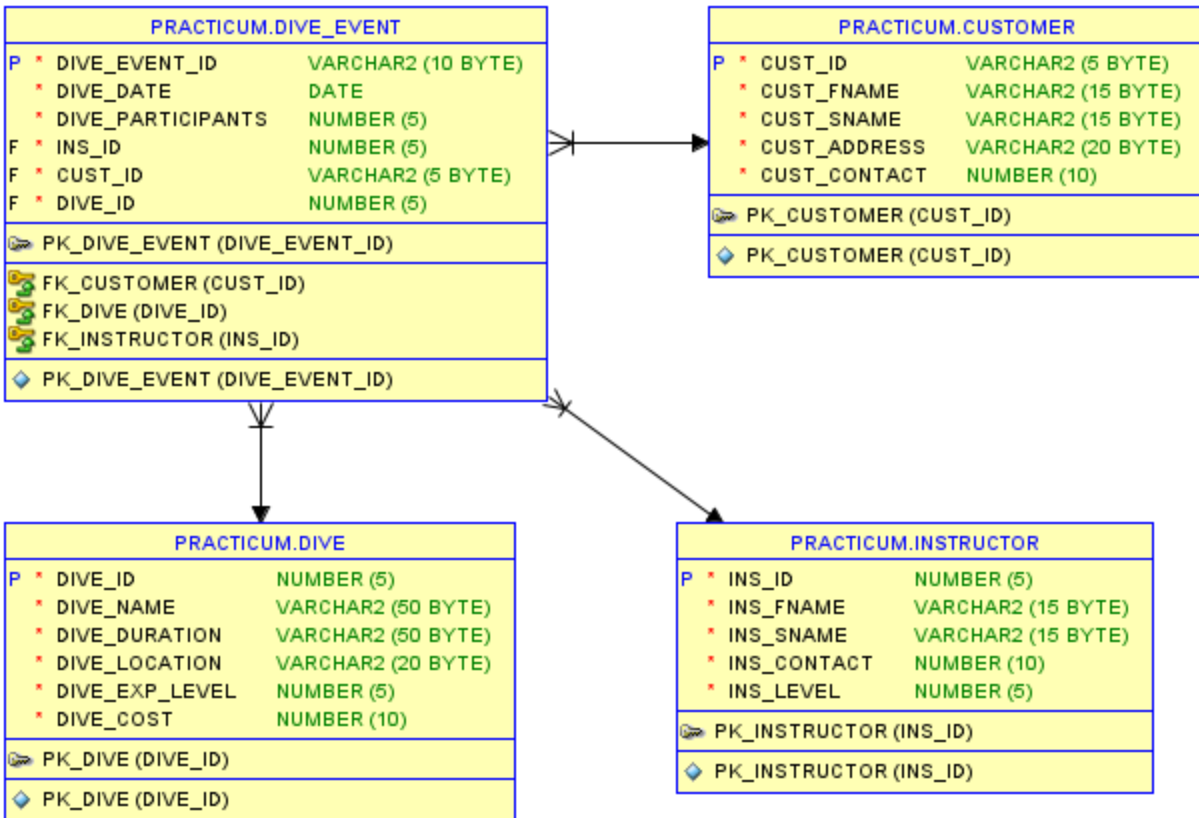 PRACTICUM.DIVE_EVENT
P * DIVE_EVENT_ID VARCHAR2 (10 BYTE)
* DIVE_DATE DATE
* DIVE_PARTICIPANTS NUMBER (5)
F * INS_ID NUMBER (5)
F * CUST_ID VARCHAR2 (5 BYTE)
F * DIVE_ID NUMBER (5)
PK_DIVE_EVENT (DIVE_EVENT_ID)
FK_CUSTOMER (CUST_ID)
FK_DIVE (DIVE_ID)
FK_INSTRUCTOR (INS_ID)
PK_DIVE_EVENT (DIVE_EVENT_ID)
PRACTICUM.CUSTOMER
P * CUST_ID VARCHAR2 (5 BYTE)
* CUST_FNAME VARCHAR2 (15 BYTE)
* CUST_SNAME VARCHAR2 (15 BYTE)
* CUST_ADDRESS VARCHAR2 (20 BYTE)
* CUST_CONTACT NUMBER (10)
PK_CUSTOMER (CUST_ID)
PK_CUSTOMER (CUST_ID)
PRACTICUM.DIVE
P * DIVE_ID NUMBER (5)
* DIVE_NAME VARCHAR2 (50 BYTE)
* DIVE_DURATION VARCHAR2 (50 BYTE)
* DIVE_LOCATION VARCHAR2 (20 BYTE)
* DIVE_EXP_LEVEL NUMBER (5)
* DIVE_COST NUMBER (10)
PK_DIVE (DIVE_ID)
PK_DIVE (DIVE_ID)
PRACTICUM.INSTRUCTOR
P * INS_ID NUMBER (5)
* INS_FNAME VARCHAR2 (15 BYTE)
* INS_SNAME VARCHAR2 (15 BYTE)
* INS_CONTACT NUMBER (10)
* INS_LEVEL NUMBER (5)
PK_INSTRUCTOR (INS_ID)
PK_INSTRUCTOR (INS_ID)